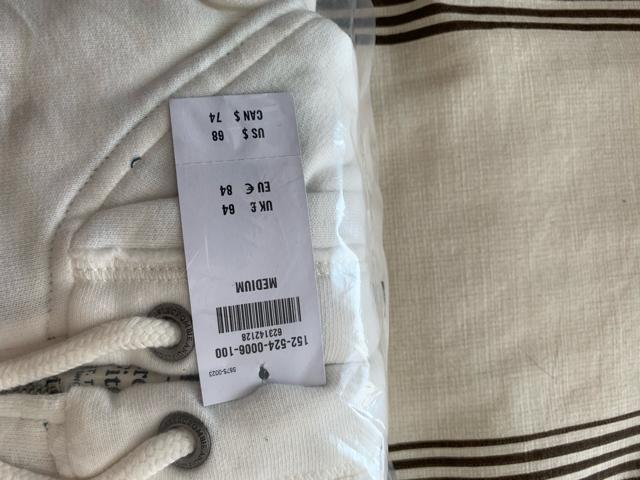 5675-0023
152-524-0006-100
623142128
MEDIUM
UK £ 64
EU € 84
US $ 68
CAN $ 74